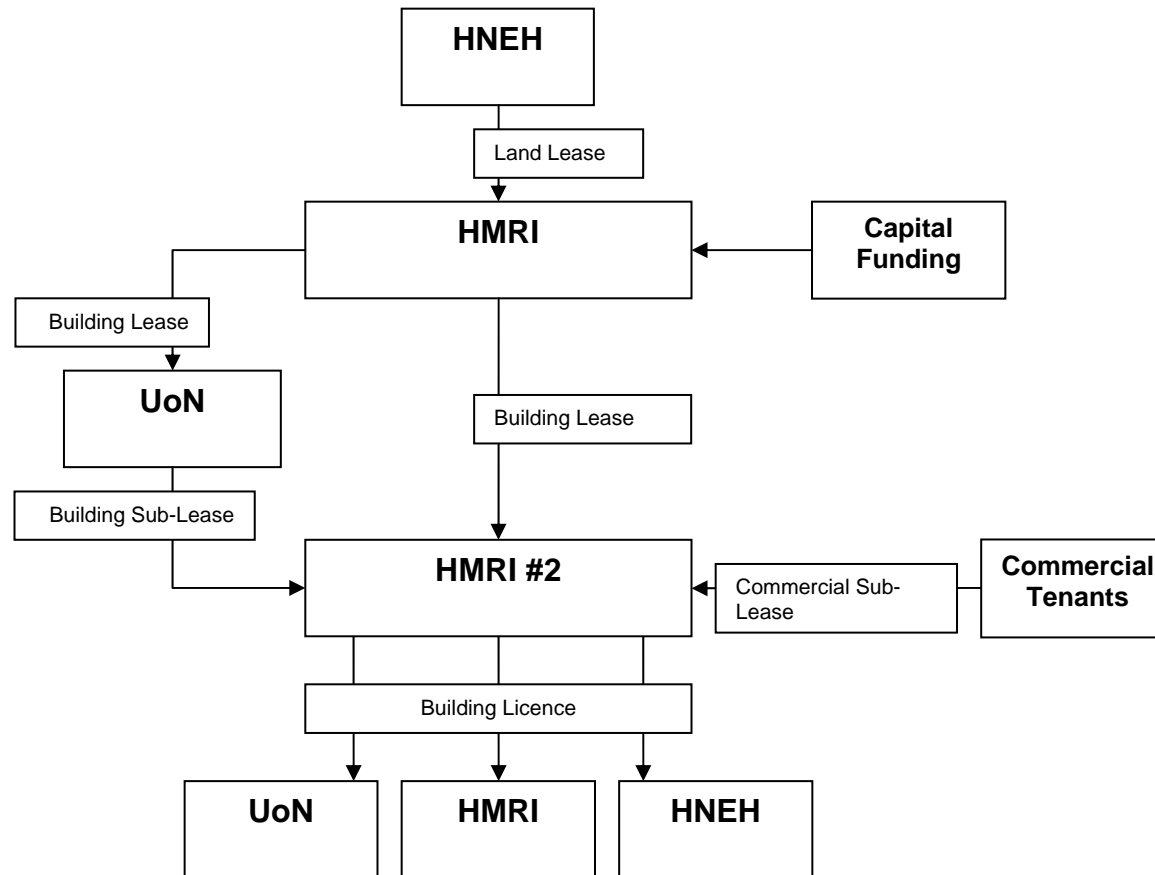 HNEH
Land Lease
HMRI
Capital
Funding
Building Lease
UoN
Building Lease
Building Sub-Lease
HMRI #2
Commercial Sub-
Lease
Commercial
Tenants
Building Licence
UoN
HMRI
HNEH